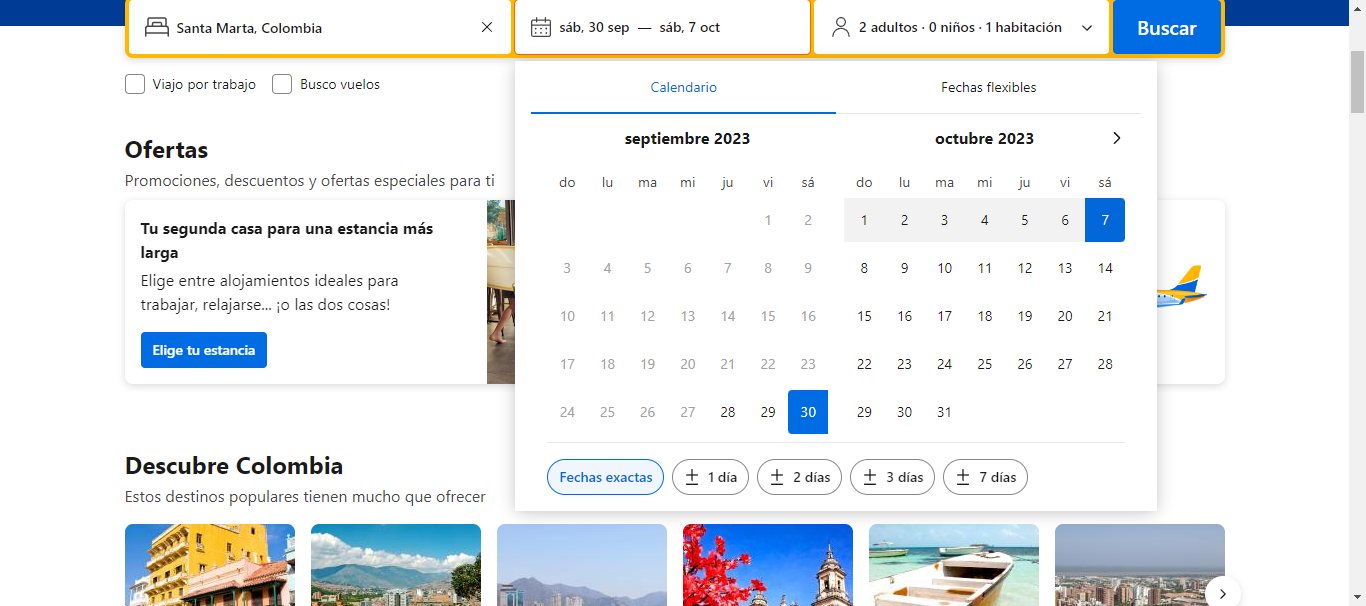 Santa Marta, Colombia
sáb, 30 sep — sáb, 7 oct
2 adultos · 0 niños · 1 habitación
Buscar
Viajo por trabajo
Busco vuelos
Calendario
Fechas flexibles
septiembre 2023
do lu ma mi ju vi sá
1 2
3 4 5 6 7 8 9
10 11 12 13 14 15 16
17 18 19 20 21 22 23
24 25 26 27 28 29 30
octubre 2023
do lu ma mi ju vi sá
1 2 3 4 5 6 7
8 9 10 11 12 13 14
15 16 17 18 19 20 21
22 23 24 25 26 27 28
29 30 31
Fechas exactas
± 1 día
± 2 días
± 3 días
± 7 días
Ofertas
Promociones, descuentos y ofertas especiales para ti
Tu segunda casa para una estancia más
larga
Elige entre alojamientos ideales para
trabajar, relajarse... ¡o las dos cosas!
Elige tu estancia
Descubre Colombia
Estos destinos populares tienen mucho que ofrecer